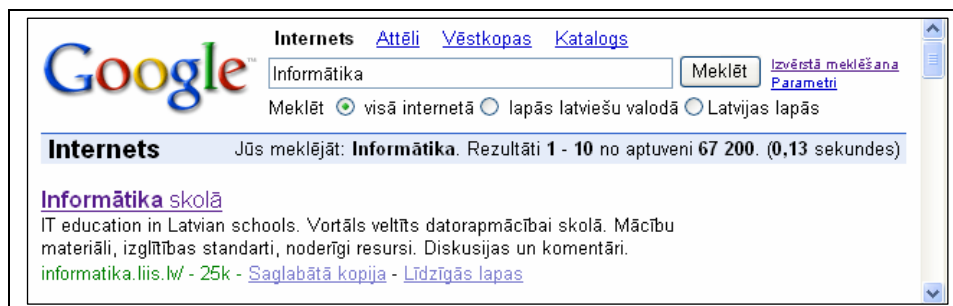 Internets Attēli Vēstkopas Katalogs
Google™
Informātika Meklēt Izvērstā meklēšana
Parametri
Meklēt visā internetā lapās latviešu valodā Latvijas lapās
Internets Jūs meklējāt: Informātika. Rezultāti 1 - 10 no aptuveni 67 200. (0,13 sekundes)
Informātika skolā
IT education in Latvian schools. Vortāls veltīts datorapmācībai skolā. Mācību
materiāli, izglītības standarti, noderīgi resursi. Diskusijas un komentāri.
informatika.liis.lv/ - 25k - Saglabātā kopija - Līdzīgās lapas